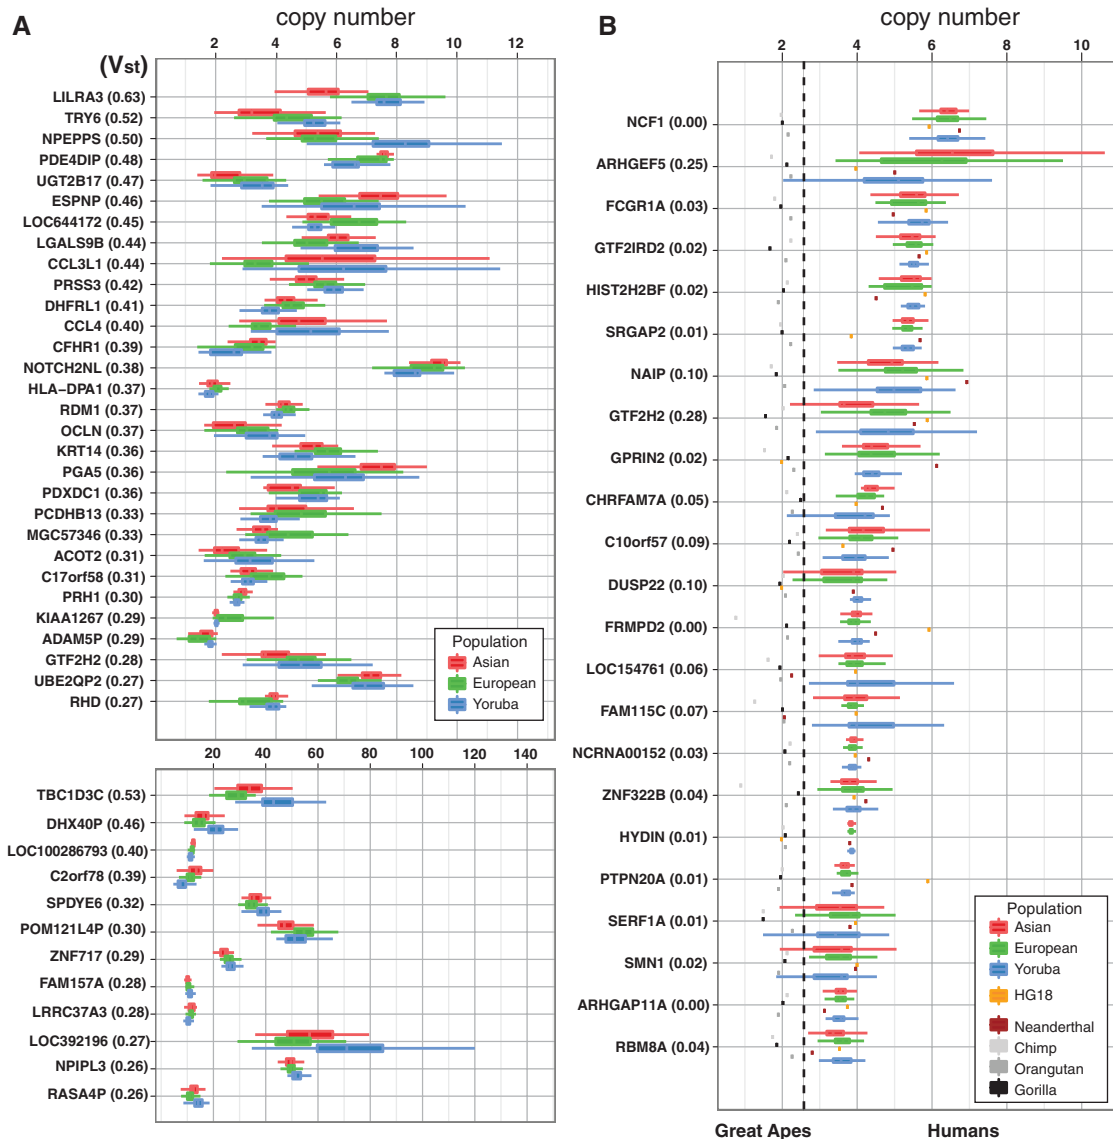 A
copy number
2 4 6 8 10 12
(Vst)
LILRA3 (0.63)
TRY6 (0.52)
NPEPPS (0.50)
PDE4DIP (0.48)
UGT2B17 (0.47)
ESPNP (0.46)
LOC644172 (0.45)
LGALS9B (0.44)
CCL3L1 (0.44)
PRSS3 (0.42)
DHFRL1 (0.41)
CCL4 (0.40)
CFHR1 (0.39)
NOTCH2NL (0.38)
HLA−DPA1 (0.37)
RDM1 (0.37)
OCLN (0.37)
KRT14 (0.36)
PGA5 (0.36)
PDXDC1 (0.36)
PCDHB13 (0.33)
MGC57346 (0.33)
ACOT2 (0.31)
C17orf58 (0.31)
PRH1 (0.30)
KIAA1267 (0.29)
ADAM5P (0.29)
GTF2H2 (0.28)
UBE2QP2 (0.27)
RHD (0.27)
Population
Asian
European
Yoruba
20 40 60 80 100 120 140
TBC1D3C (0.53)
DHX40P (0.46)
LOC100286793 (0.40)
C2orf78 (0.39)
SPDYE6 (0.32)
POM121L4P (0.30)
ZNF717 (0.29)
FAM157A (0.28)
LRRC37A3 (0.28)
LOC392196 (0.27)
NPIPL3 (0.26)
RASA4P (0.26)
B
copy number
2 4 6 8 10
NCF1 (0.00)
ARHGEF5 (0.25)
FCGR1A (0.03)
GTF2IRD2 (0.02)
HIST2H2BF (0.02)
SRGAP2 (0.01)
NAIP (0.10)
GTF2H2 (0.28)
GPRIN2 (0.02)
CHRFAM7A (0.05)
C10orf57 (0.09)
DUSP22 (0.10)
FRMPD2 (0.00)
LOC154761 (0.06)
FAM115C (0.07)
NCRNA00152 (0.03)
ZNF322B (0.04)
HYDIN (0.01)
PTPN20A (0.01)
SERF1A (0.01)
SMN1 (0.02)
ARHGAP11A (0.00)
RBM8A (0.04)
Population
Asian
European
Yoruba
HG18
Neanderthal
Chimp
Orangutan
Gorilla
Great Apes Humans